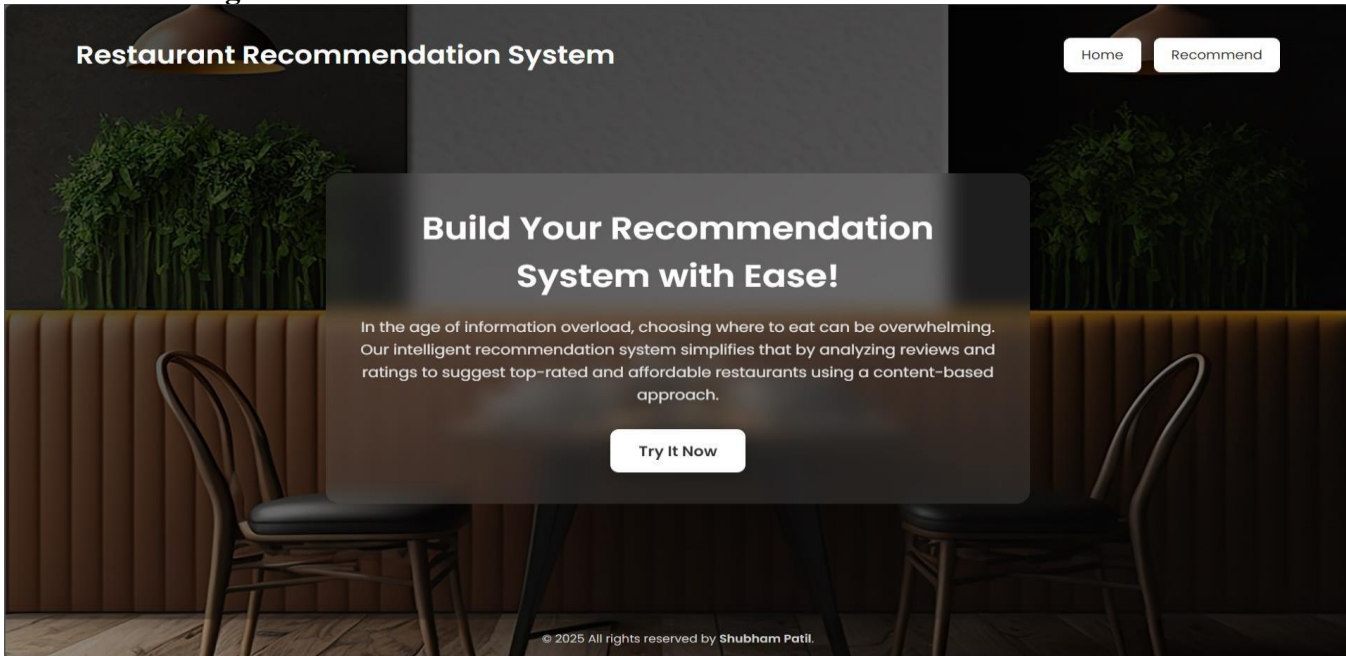 Restaurant Recommendation System
Home
Recommend
Build Your Recommendation
System with Ease!
In the age of information overload, choosing where to eat can be overwhelming.
Our intelligent recommendation system simplifies that by analyzing reviews and
ratings to suggest top-rated and affordable restaurants using a content-based
approach.
Try It Now
© 2025 All rights reserved by Shubham Patil.